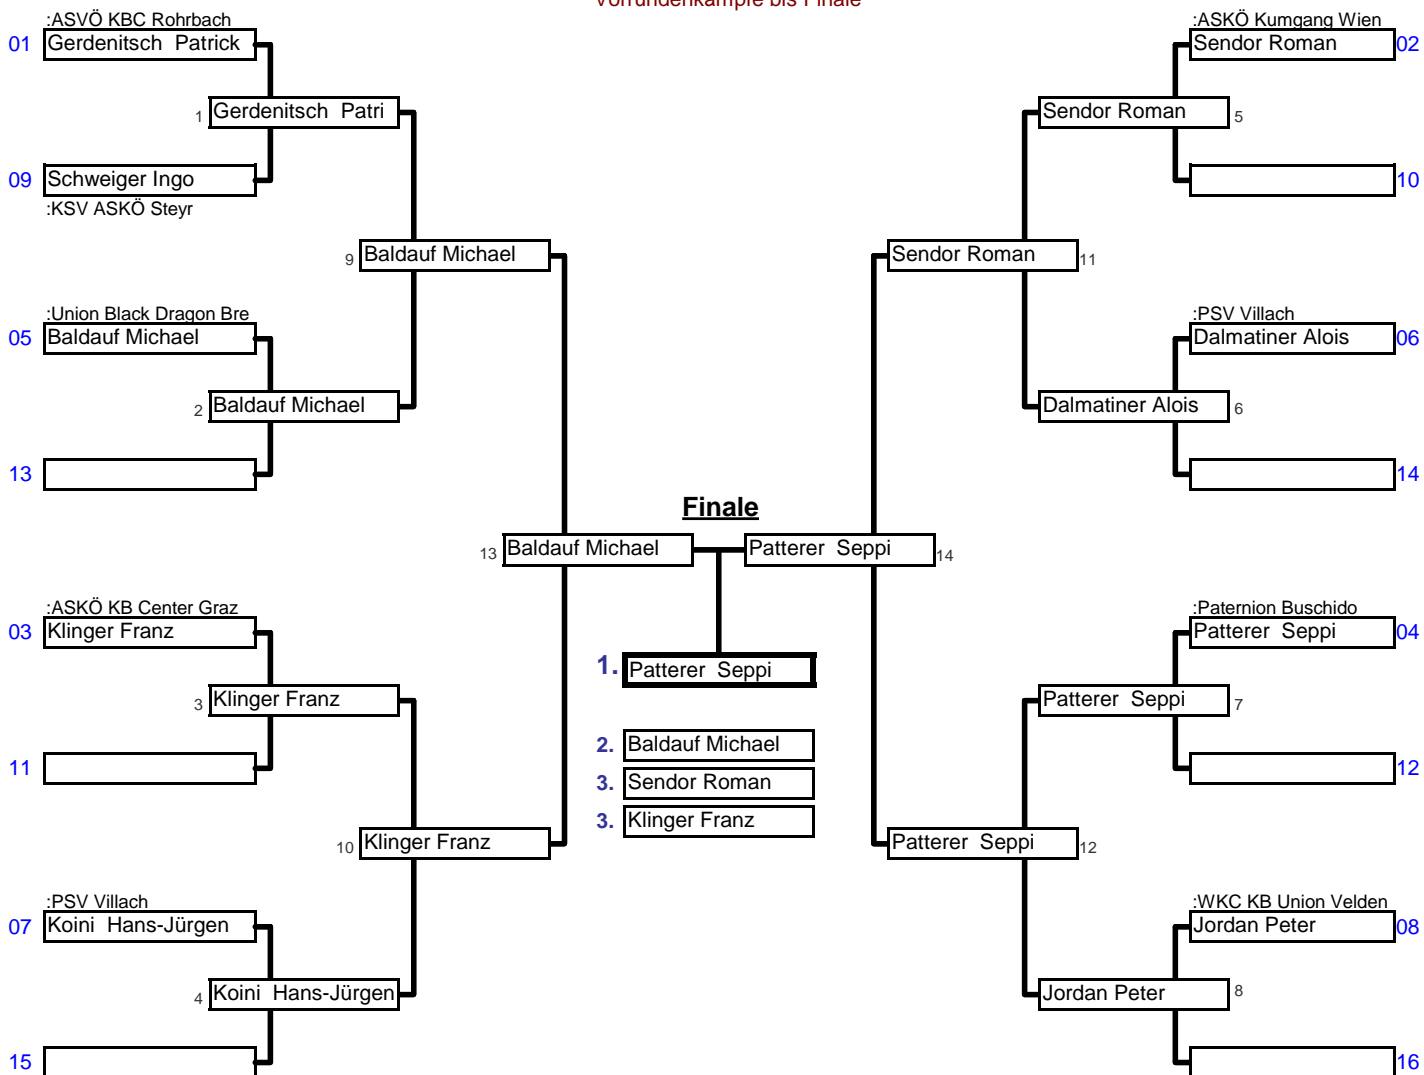 Vorrundenkämpfe bis Finale
:ASVÖ KBC Rohrbach
01 Gerdenitsch Patrick
1 Gerdenitsch Patri
09 Schweiger Ingo
:KSV ASKÖ Steyr
9 Baldauf Michael
:Union Black Dragon Bre
05 Baldauf Michael
2 Baldauf Michael
13
13 Baldauf Michael
:ASKÖ KB Center Graz
03 Klinger Franz
3 Klinger Franz
11
10 Klinger Franz
:PSV Villach
07 Koini Hans-Jürgen
4 Koini Hans-Jürgen
15
Finale
1. Patterer Seppi
2. Baldauf Michael
3. Sendor Roman
3. Klinger Franz
:ASKÖ Kumgang Wien
Sendor Roman 02
Sendor Roman 5
10
Sendor Roman 11
:PSV Villach
Dalmatiner Alois 06
Dalmatiner Alois 6
14
Patterer Seppi 14
:Paternion Buschido
Patterer Seppi 04
Patterer Seppi 7
12
Patterer Seppi 12
:WKC KB Union Velden
Jordan Peter 08
Jordan Peter 8
16